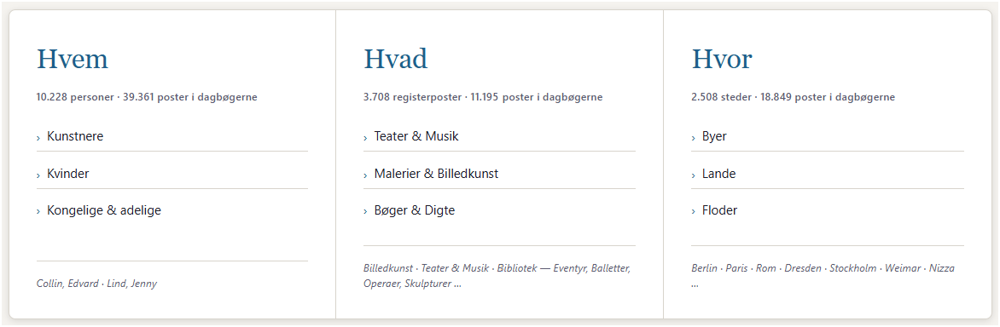 Hvem
10.228 personer · 39.361 poster i dagbøgerne
› Kunstnere
› Kvinder
› Kongelige & adelige
Collin, Edvard · Lind, Jenny
Hvad
3.708 registerposter · 11.195 poster i dagbøgerne
› Teater & Musik
› Malerier & Billedkunst
› Bøger & Digte
Billedkunst · Teater & Musik · Bibliotek — Eventyr, Balletter,
Operaer, Skulpturer ...
Hvor
2.508 steder · 18.849 poster i dagbøgerne
› Byer
› Lande
› Floder
Berlin · Paris · Rom · Dresden · Stockholm · Weimar · Nizza
...